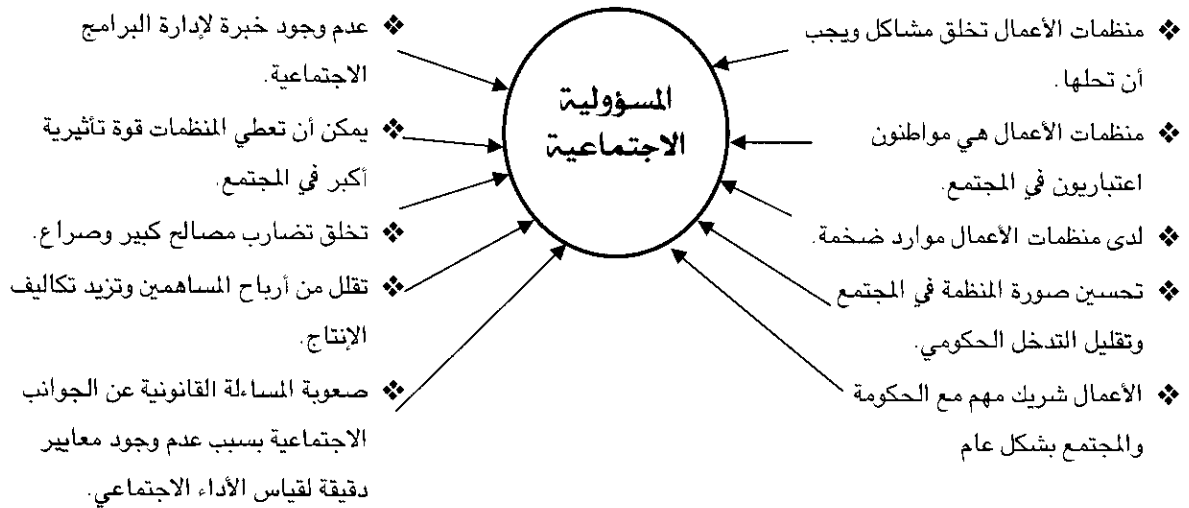 ❖ منظمات الأعمال تخلق مشاكل ويجب
أن تحلها.
❖ منظمات الأعمال هي مواطنون
اعتباريون في المجتمع.
❖ لدى منظمات الأعمال موارد ضخمة.
❖ تحسين صورة المنظمة في المجتمع
وتقليل التدخل الحكومي.
❖ الأعمال شريك مهم مع الحكومة
والمجتمع بشكل عام
المسؤولية
الاجتماعية
❖ عدم وجود خبرة لإدارة البرامج
الاجتماعية.
❖ يمكن أن تعطي المنظمات قوة تأثيرية
أكبر في المجتمع.
❖ تخلق تضارب مصالح كبير وصراع.
❖ تقلل من أرباح المساهمين وتزيد تكاليف
الإنتاج.
❖ صعوبة المساءلة القانونية عن الجوانب
الاجتماعية بسبب عدم وجود معايير
دقيقة لقياس الأداء الاجتماعي.